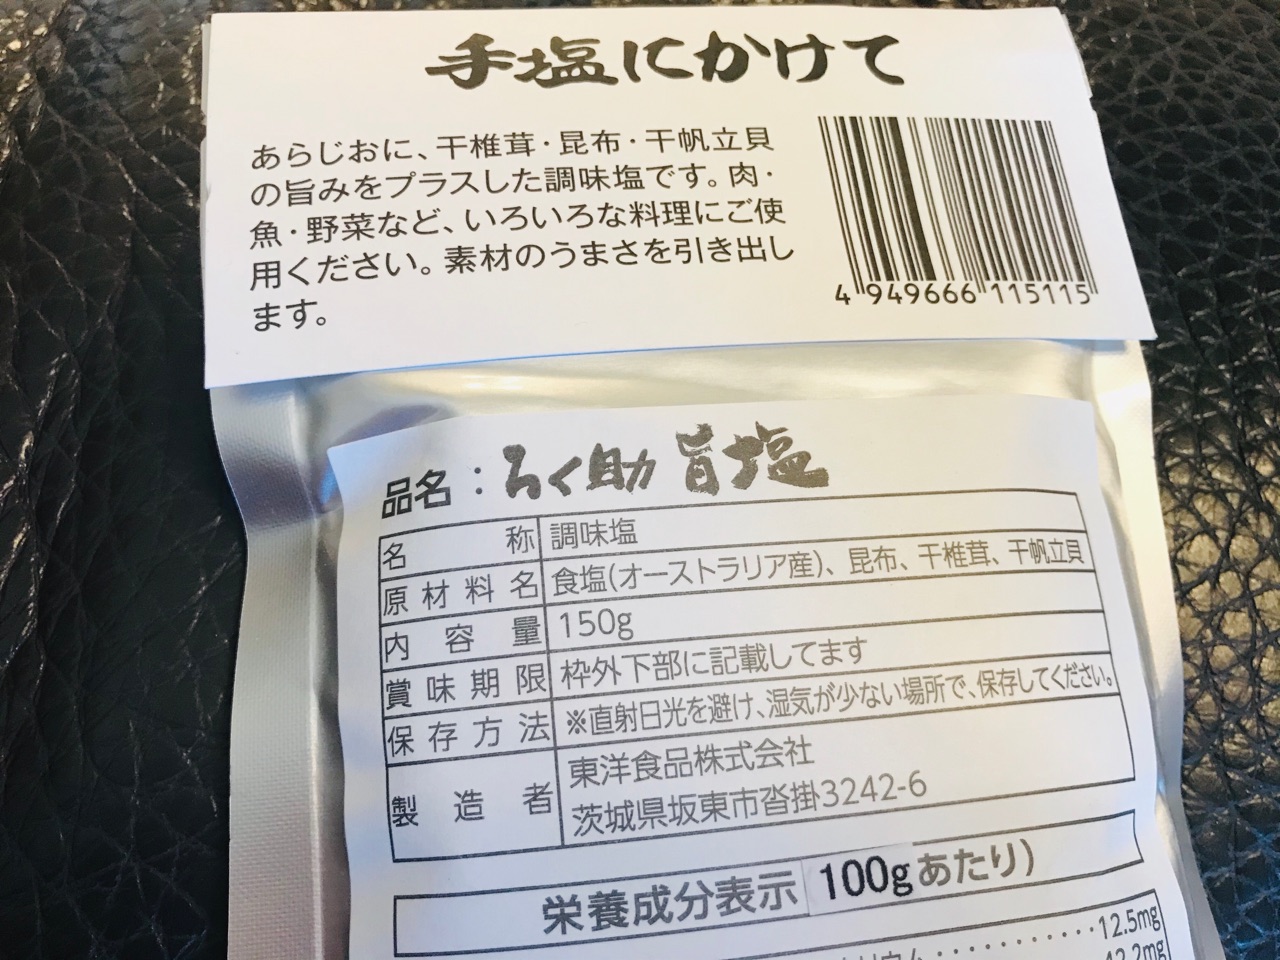 手塩にかけて
あらじおに、干椎茸・昆布・干帆立貝
の旨みをプラスした調味塩です。肉・
魚・野菜など、いろいろな料理にご使
用ください。素材のうまさを引き出し
ます。
4 949666 115115
品名：ろく助 旨塩
名称 調味塩
原材料名 食塩(オーストラリア産)、昆布、干椎茸、干帆立貝
内容量 150g
賞味期限 枠外下部に記載してます
保存方法 ※直射日光を避け、湿気が少ない場所で、保存してください。
製造者 東洋食品株式会社
茨城県坂東市沓掛3242-6
栄養成分表示 100gあたり)
リウム・・・・・・・・・・・12.5mg
42.2mg